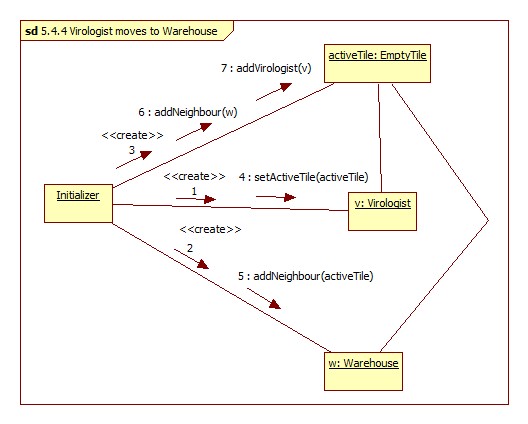 sd 5.4.4 Virologist moves to Warehouse
activeTile: EmptyTile
7 : addVirologist(v)
6 : addNeighbour(w)
<<create>>
3
<<create>>
1
4 : setActiveTile(activeTile)
Initializer
v: Virologist
<<create>>
2
5 : addNeighbour(activeTile)
w: Warehouse